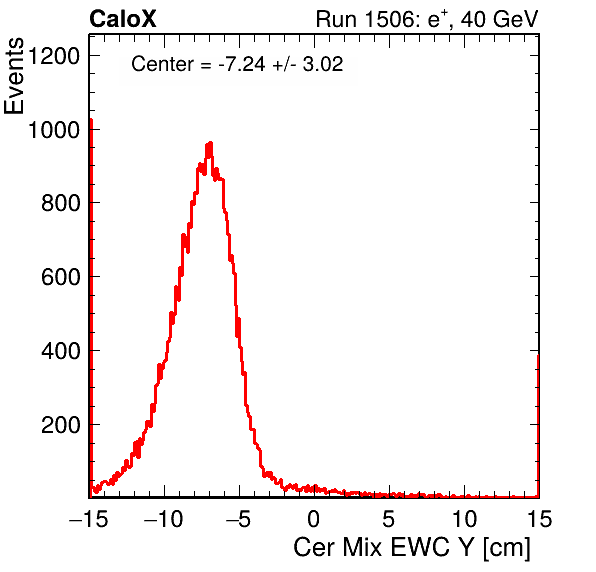 CaloX Run 1506: e⁺, 40 GeV
Events
Center = -7.24 +/- 3.02
1200
1000
800
600
400
200
−15 −10 −5 0 5 10 15
Cer Mix EWC Y [cm]